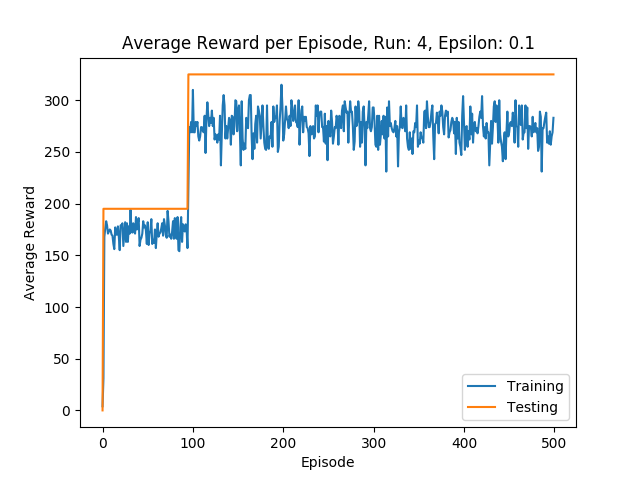 Average Reward per Episode, Run: 4, Epsilon: 0.1
Average Reward
300
250
200
150
100
50
0
0 100 200 300 400 500
Episode
Training
Testing